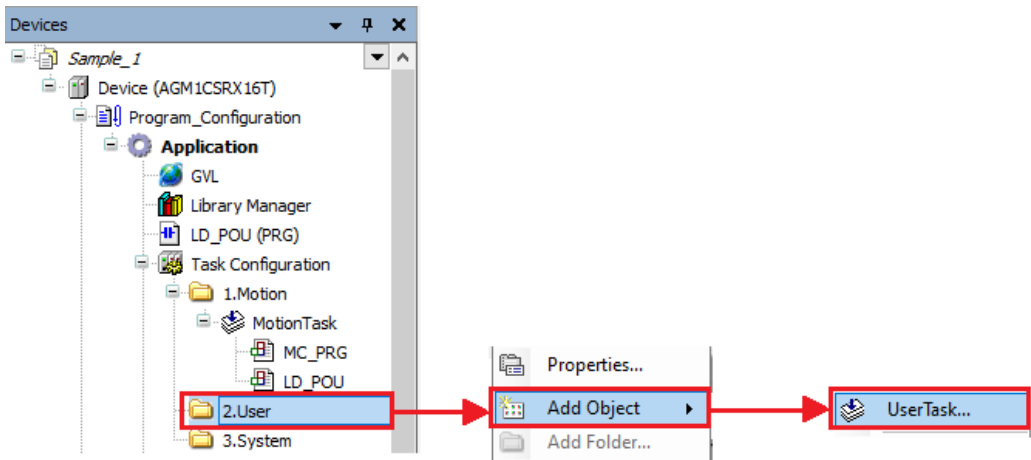 Devices
Sample_1
Device (AGM1CSRX16T)
Program_Configuration
Application
GVL
Library Manager
LD_POU (PRG)
Task Configuration
1.Motion
MotionTask
MC_PRG
LD_POU
2.User
3.System
Properties...
Add Object
Add Folder...
UserTask...